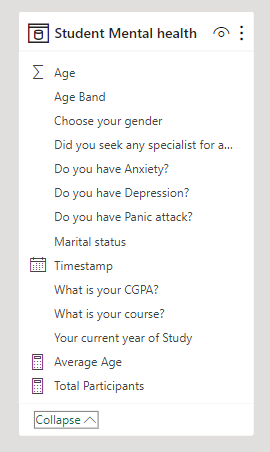 Student Mental health
Age
Age Band
Choose your gender
Did you seek any specialist for a...
Do you have Anxiety?
Do you have Depression?
Do you have Panic attack?
Marital status
Timestamp
What is your CGPA?
What is your course?
Your current year of Study
Average Age
Total Participants
Collapse